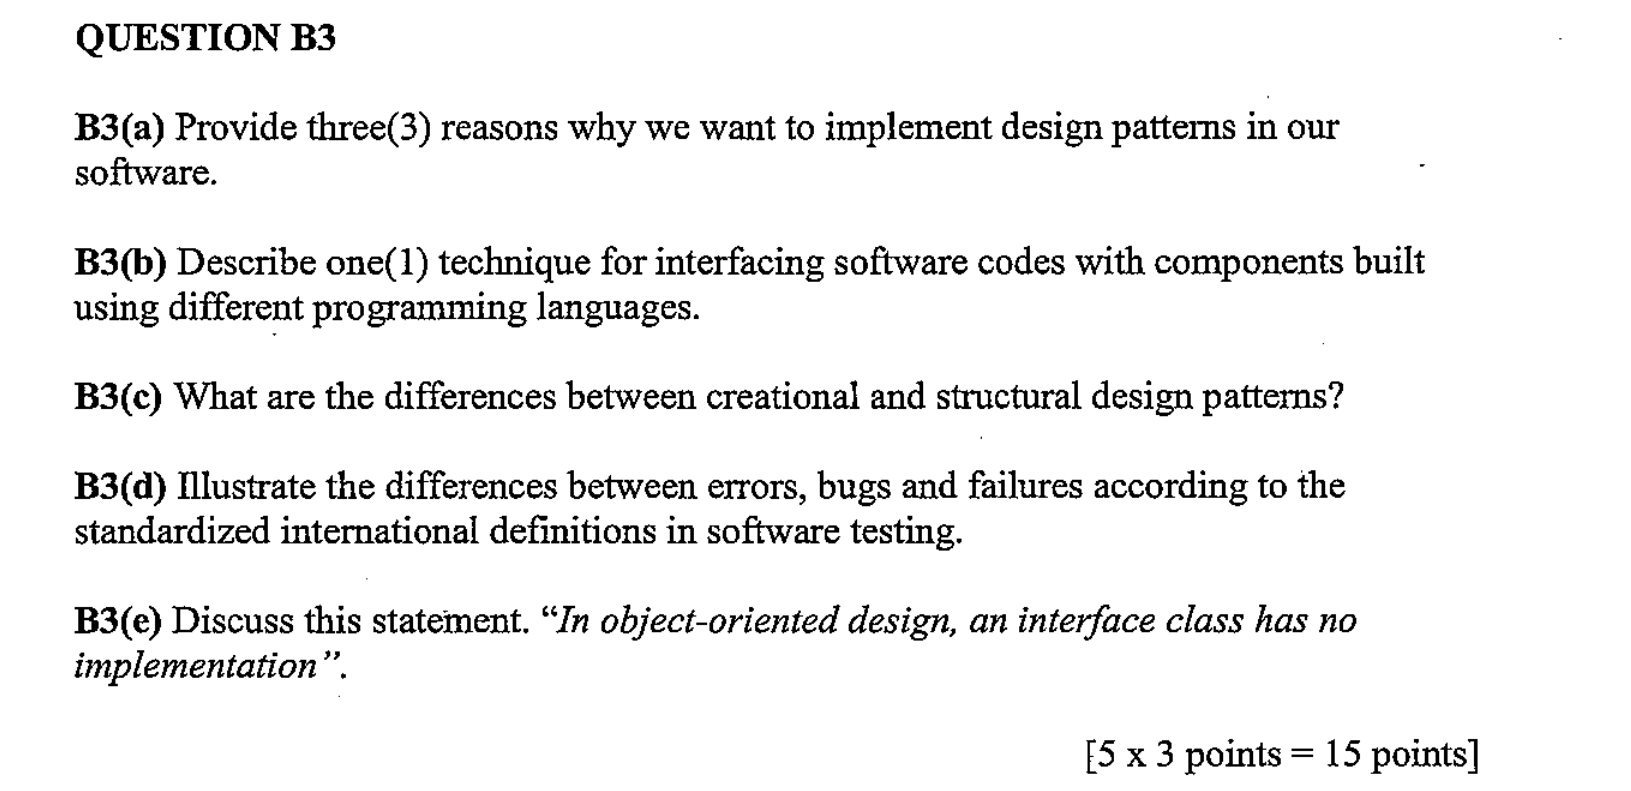 QUESTION B3
B3(a) Provide three(3) reasons why we want to implement design patterns in our
software.
B3(b) Describe one(1) technique for interfacing software codes with components built
using different programming languages.
B3(c) What are the differences between creational and structural design patterns?
B3(d) Illustrate the differences between errors, bugs and failures according to the
standardized international definitions in software testing.
B3(e) Discuss this statement. “In object-oriented design, an interface class has no
implementation”.
[5 x 3 points = 15 points]